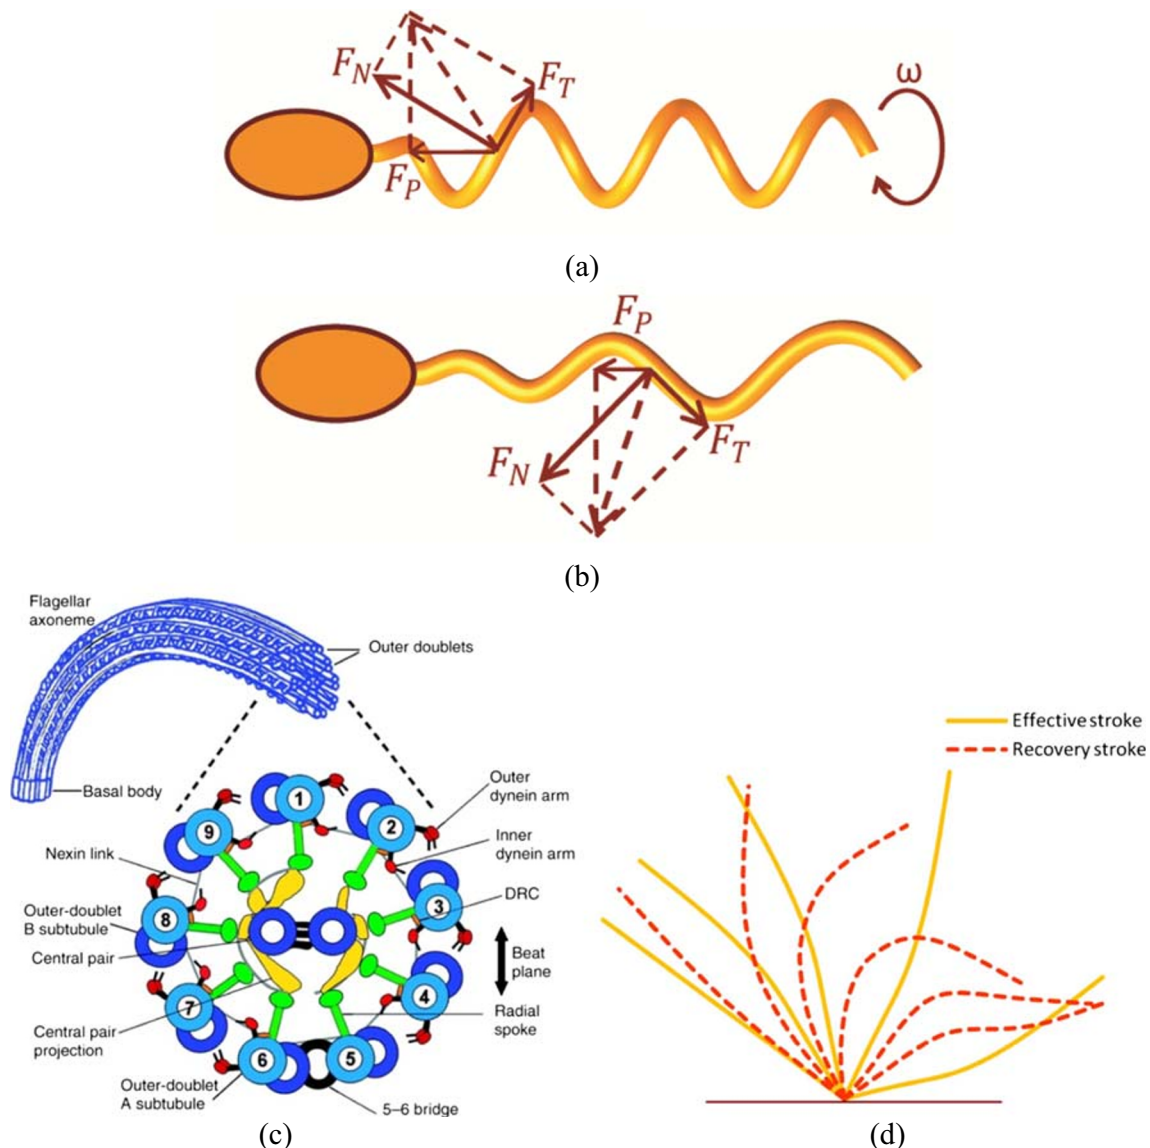 F_N
F_T
ω
F_P
(a)
F_P
F_N
F_T
(b)
Flagellar
axoneme
Outer doublets
Basal body
Outer
dynein arm
Inner
dynein arm
Nexin link
DRC
Outer-doublet
B subtubule
Central pair
Beat
plane
Central pair
projection
Radial
spoke
Outer-doublet
A subtubule
5–6 bridge
1
2
3
4
5
6
7
8
9
(c)
Effective stroke
Recovery stroke
(d)